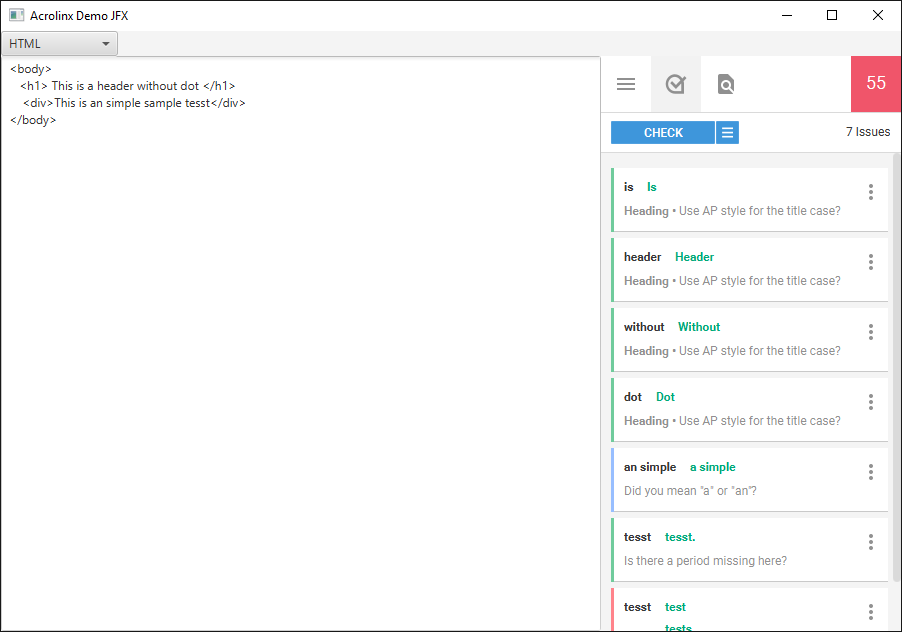 Acrolinx Demo JFX
HTML
<body>
<h1> This is a header without dot </h1>
<div>This is an simple sample tesst</div>
</body>
55
CHECK
7 Issues
is Is
Heading • Use AP style for the title case?
header Header
Heading • Use AP style for the title case?
without Without
Heading • Use AP style for the title case?
dot Dot
Heading • Use AP style for the title case?
an simple a simple
Did you mean "a" or "an"?
tesst tesst.
Is there a period missing here?
tesst test
tests